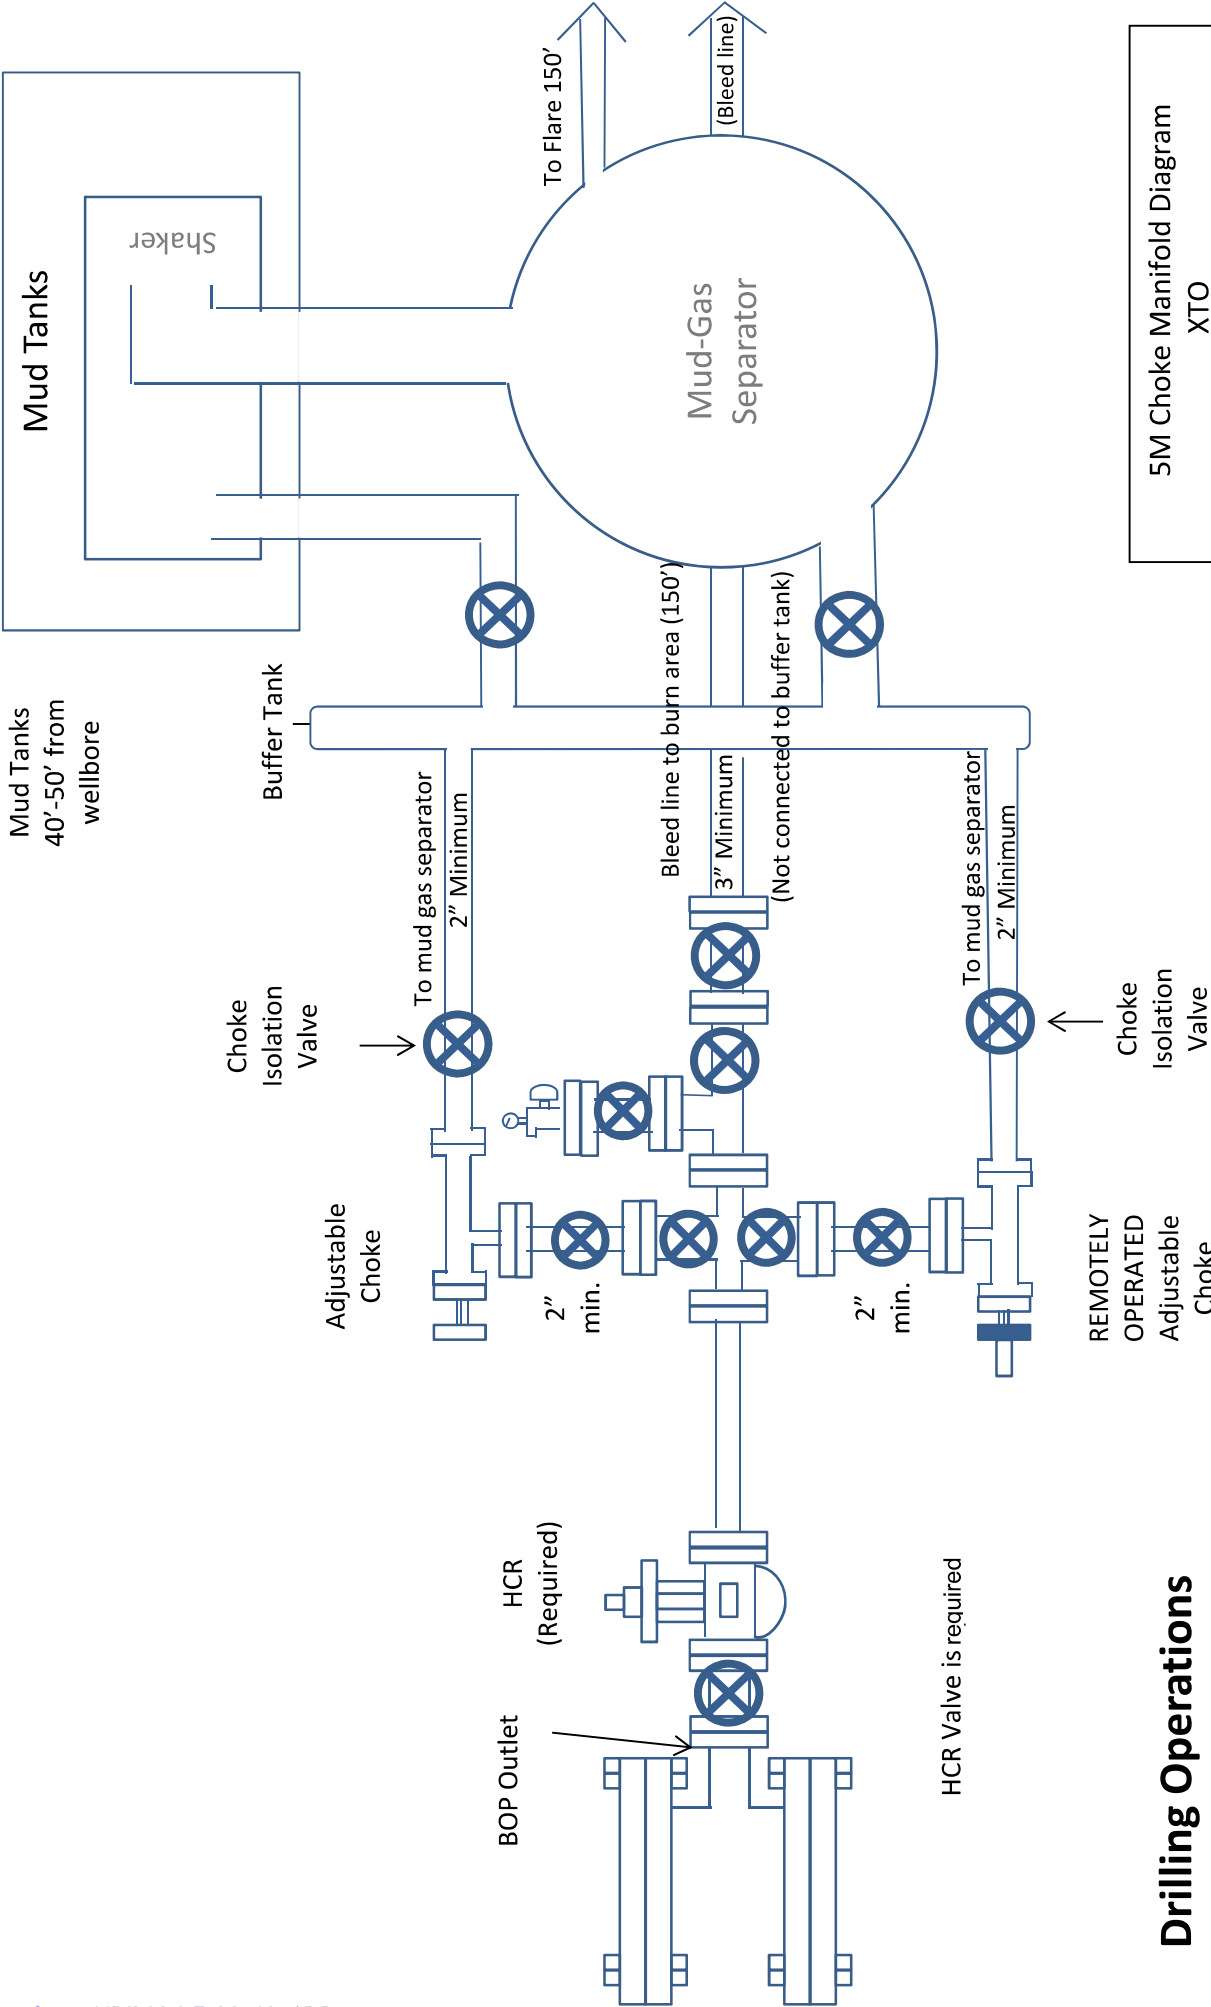 Mud Tanks
40’-50’ from
wellbore
Mud Tanks
Shaker
Buffer Tank
To Flare 150’
(Bleed line)
Mud-Gas
Separator
Choke
Isolation
Valve
To mud gas separator
2” Minimum
Bleed line to burn area (150’)
3” Minimum
(Not connected to buffer tank)
To mud gas separator
2” Minimum
Choke
Isolation
Valve
Adjustable
Choke
2”
min.
2”
min.
REMOTELY
OPERATED
Adjustable
Choke
HCR
(Required)
BOP Outlet
HCR Valve is required
Drilling Operations
5M Choke Manifold Diagram
XTO